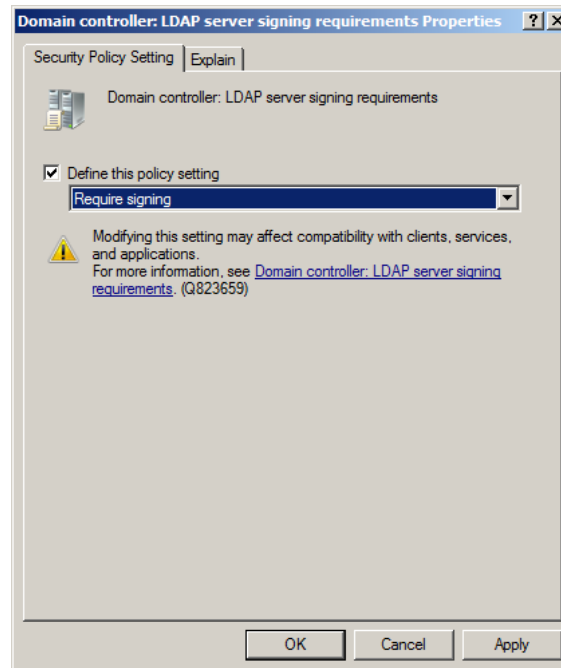 Domain controller: LDAP server signing requirements Properties
Security Policy Setting
Explain
Domain controller: LDAP server signing requirements
Define this policy setting
Require signing
Modifying this setting may affect compatibility with clients, services,
and applications.
For more information, see Domain controller: LDAP server signing
requirements. (Q823659)
OK
Cancel
Apply